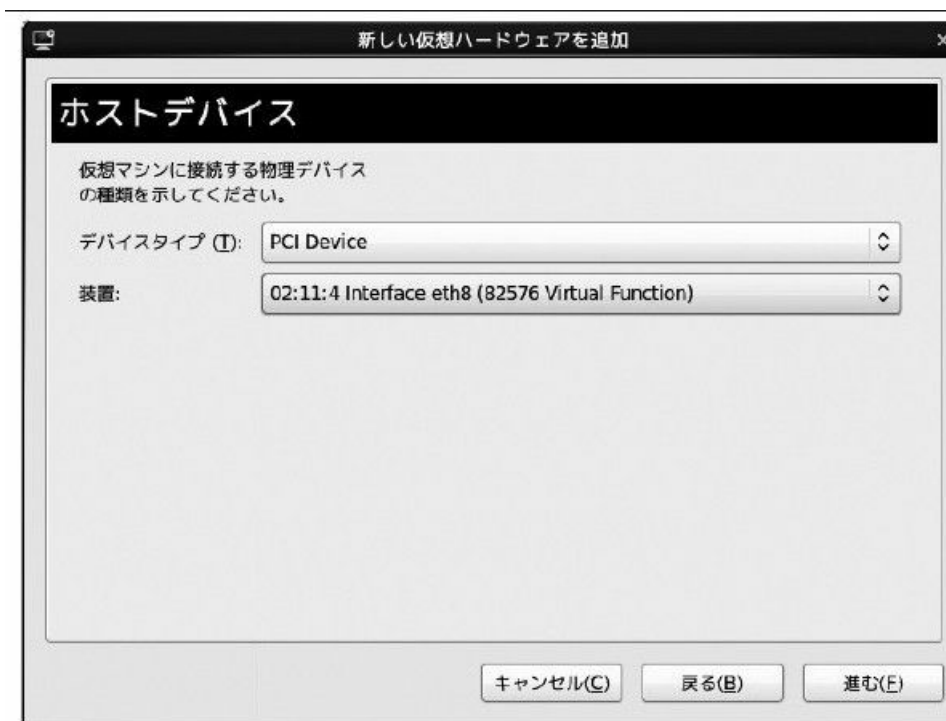 新しい仮想ハードウェアを追加
ホストデバイス
仮想マシンに接続する物理デバイス
の種類を示してください。
デバイスタイプ (T): PCI Device
装置: 02:11:4 Interface eth8 (82576 Virtual Function)
キャンセル(C) 戻る(B) 進む(F)